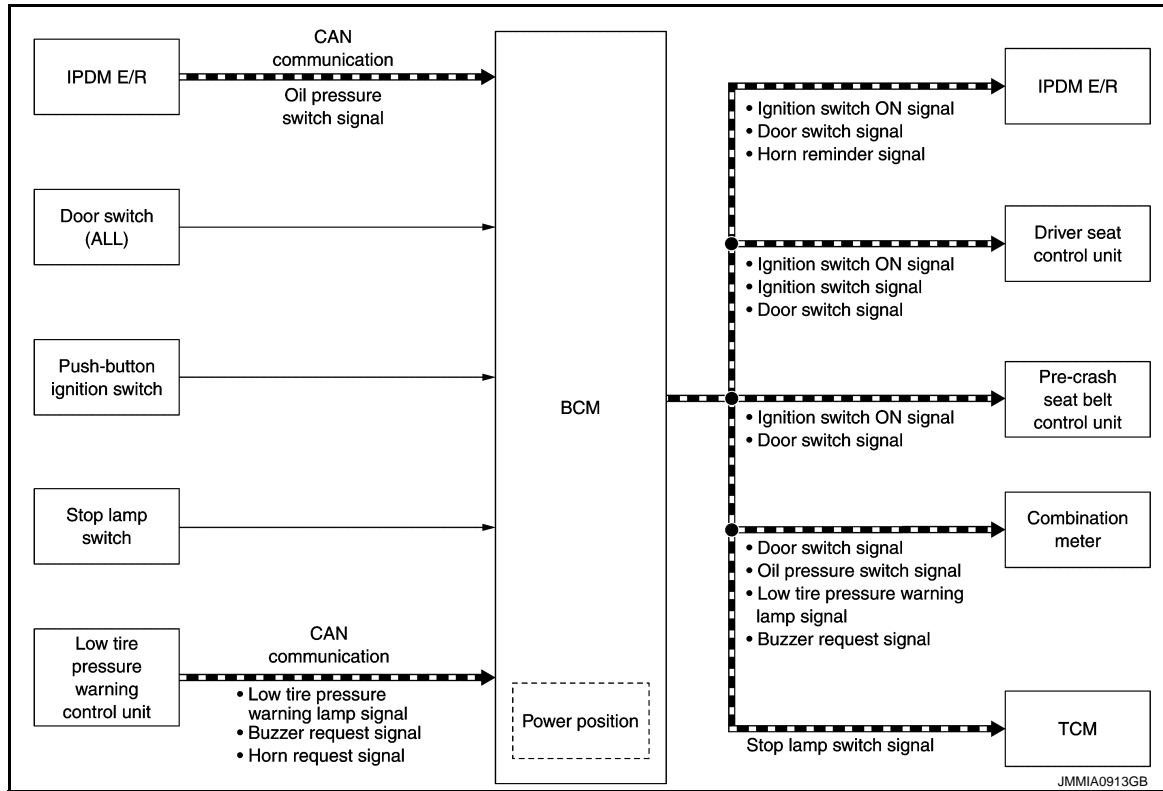 IPDM E/R
CAN
communication
Oil pressure
switch signal
Door switch
(ALL)
Push-button
ignition switch
Stop lamp
switch
Low tire
pressure
warning
control unit
CAN
communication
• Low tire pressure
warning lamp signal
• Buzzer request signal
• Horn request signal
BCM
Power position
IPDM E/R
• Ignition switch ON signal
• Door switch signal
• Horn reminder signal
Driver seat
control unit
• Ignition switch ON signal
• Ignition switch signal
• Door switch signal
Pre-crash
seat belt
control unit
• Ignition switch ON signal
• Door switch signal
Combination
meter
• Door switch signal
• Oil pressure switch signal
• Low tire pressure warning
lamp signal
• Buzzer request signal
TCM
Stop lamp switch signal
JMMIA0913GB